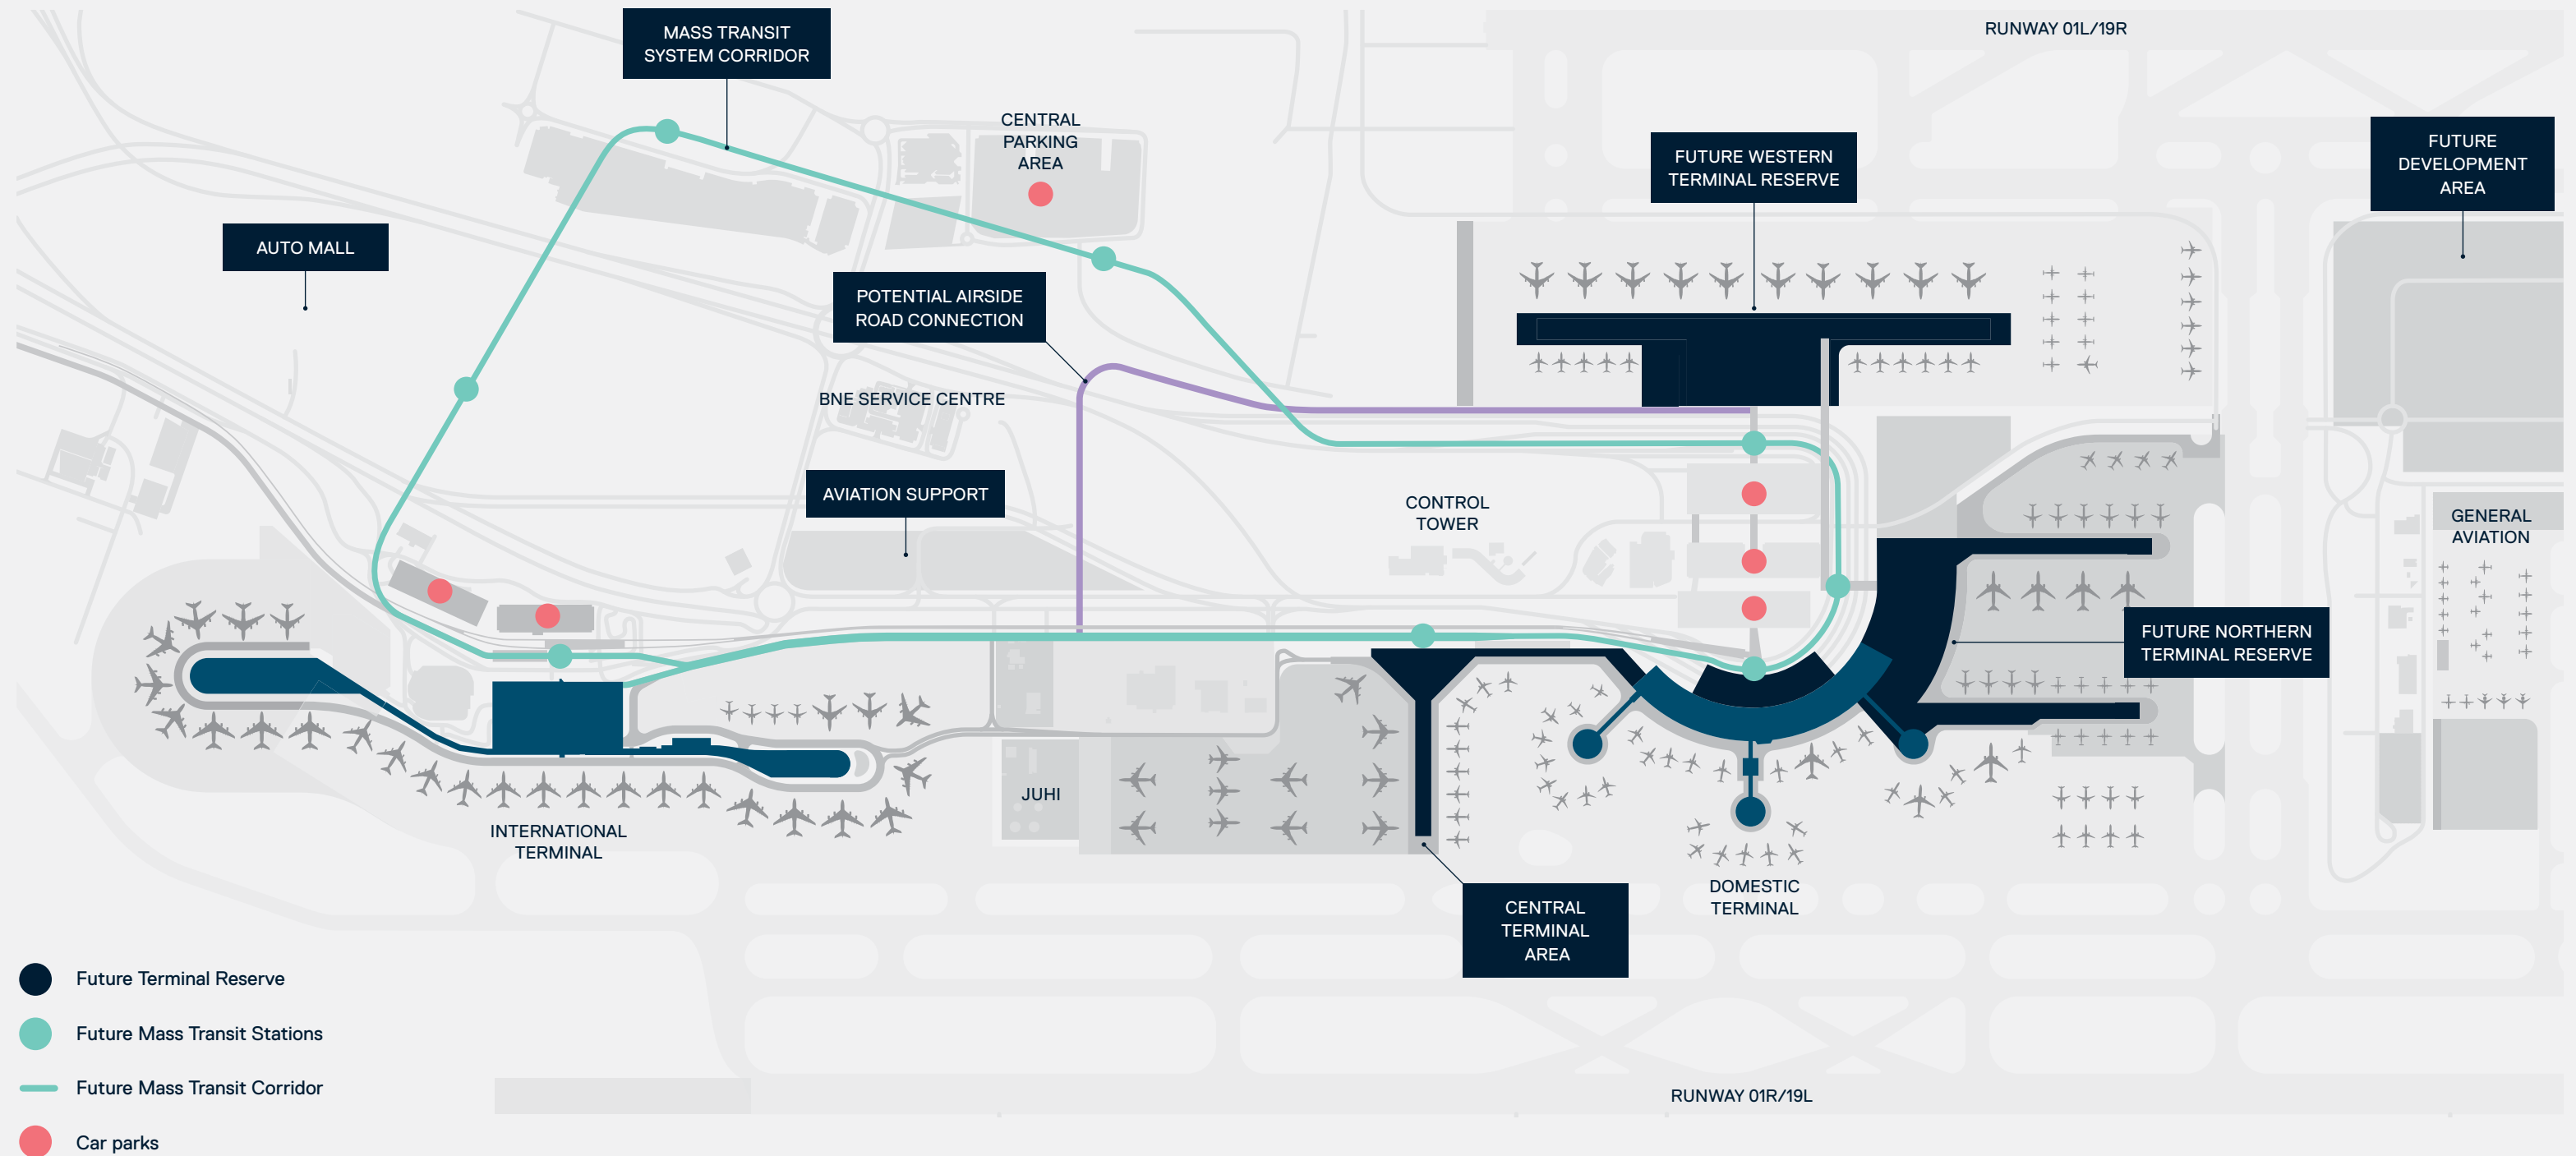 MASS TRANSIT
SYSTEM CORRIDOR
RUNWAY 01L/19R
CENTRAL
PARKING
AREA
FUTURE WESTERN
TERMINAL RESERVE
FUTURE
DEVELOPMENT
AREA
AUTO MALL
POTENTIAL AIRSIDE
ROAD CONNECTION
BNE SERVICE CENTRE
AVIATION SUPPORT
CONTROL
TOWER
GENERAL
AVIATION
FUTURE NORTHERN
TERMINAL RESERVE
JUHI
INTERNATIONAL
TERMINAL
DOMESTIC
TERMINAL
CENTRAL
TERMINAL
AREA
Future Terminal Reserve
Future Mass Transit Stations
Future Mass Transit Corridor
Car parks
RUNWAY 01R/19L